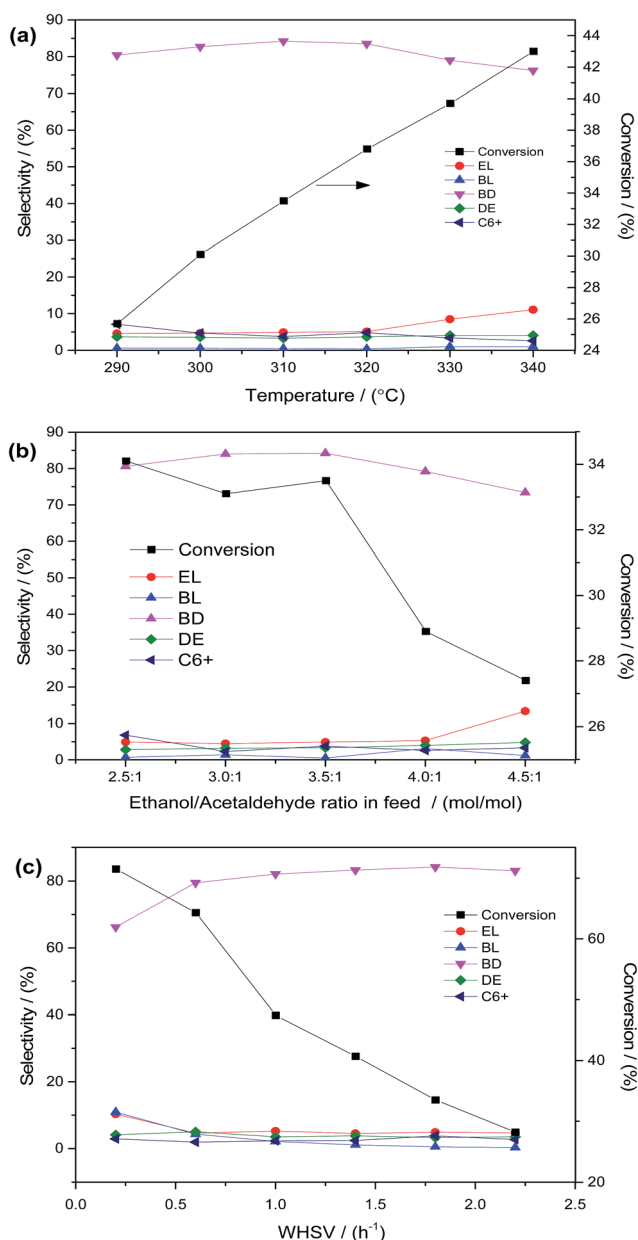 (a)
90
80
70
60
50
40
30
20
10
0
Selectivity / (%)
44
42
40
38
36
34
32
30
28
26
24
Conversion / (%)
Conversion
EL
BL
BD
DE
C6+
290 300 310 320 330 340
Temperature / (°C)
(b)
90
80
70
60
50
40
30
20
10
0
Selectivity / (%)
34
32
30
28
26
Conversion / (%)
Conversion
EL
BL
BD
DE
C6+
2.5:1 3.0:1 3.5:1 4.0:1 4.5:1
Ethanol/Acetaldehyde ratio in feed / (mol/mol)
(c)
80
60
40
20
0
Selectivity / (%)
60
40
20
Conversion / (%)
Conversion
EL
BL
BD
DE
C6+
0.0 0.5 1.0 1.5 2.0 2.5
WHSV / (h-1)